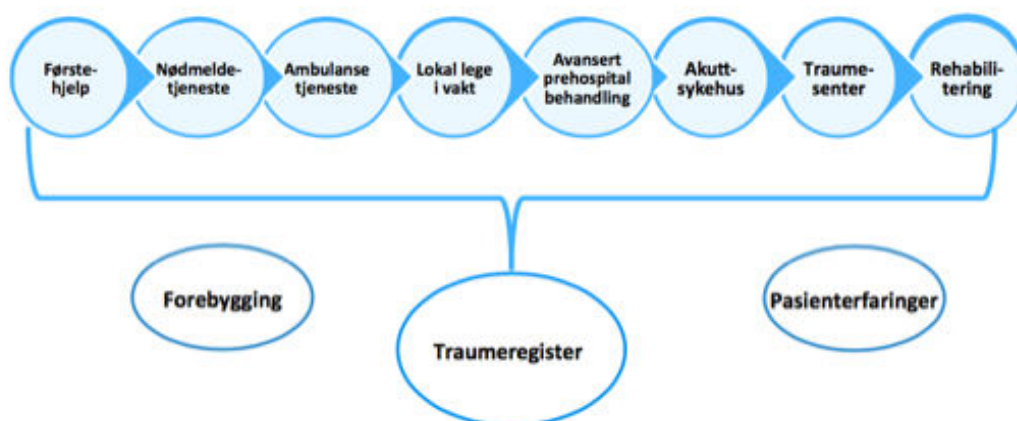 Første-
hjelp
Nødmelde-
tjeneste
Ambulanse
tjeneste
Lokal lege
i vakt
Avansert
prehospital
behandling
Akutt-
sykehus
Traume-
senter
Rehabili-
tering
Forebygging
Traumeregister
Pasienterfaringer